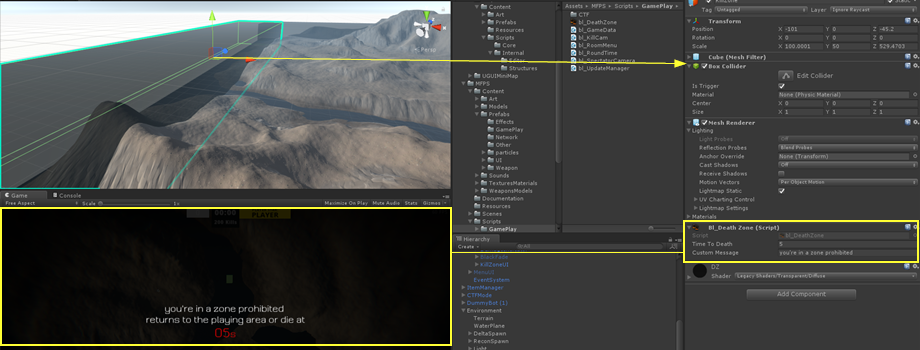 y
< Persp
Game
Console
Free Aspect
Scale
Maximize On Play
Mute Audio
Stats
Gizmos
PLAYER
you're in a zone prohibited
returns to the playing area or die at
05s
Content
Art
Prefabs
Resources
Scripts
Core
Internal
Editor
Structures
UGUIMiniMap
MFPS
Content
Art
Models
Prefabs
Effects
GamePlay
Network
Other
particles
UI
Weapon
Sounds
TexturesMaterials
WeaponsModels
Documentation
Resources
Scenes
Scripts
GamePlay
Assets ▸ MFPS ▸ Scripts ▸ GamePlay ▸
CTF
bl_DeathZone
bl_GameData
bl_KillCam
bl_RoomMenu
bl_RoundTime
bl_SpectatorCamera
bl_UpdateManager
Hierarchy
Create
All
BlackFade
KillZoneUI
MenuUI
EventSystem
ItemManager
CTFMode
DummyBot (1)
Environment
Terrain
WaterPlane
DeltaSpawn
ReconSpawn
Light
KillZone
Static
Tag Untagged
Layer Ignore Raycast
Transform
Position X -101 Y 0 Z -45.2
Rotation X 0 Y 0 Z 0
Scale X 100.0001 Y 50 Z 529.4703
Cube (Mesh Filter)
Box Collider
Edit Collider
Is Trigger
Material None (Physic Material)
Center X 0 Y 0 Z 0
Size X 1 Y 1 Z 1
Mesh Renderer
Lighting
Light Probes Off
Reflection Probes Blend Probes
Anchor Override None (Transform)
Cast Shadows Off
Receive Shadows
Motion Vectors Per Object Motion
Lightmap Static
UV Charting Control
Lightmap Settings
Materials
Bl_Death Zone (Script)
Script bl_DeathZone
Time To Death 5
Custom Message you're in a zone prohibited
DZ
Shader Legacy Shaders/Transparent/Diffuse
Add Component